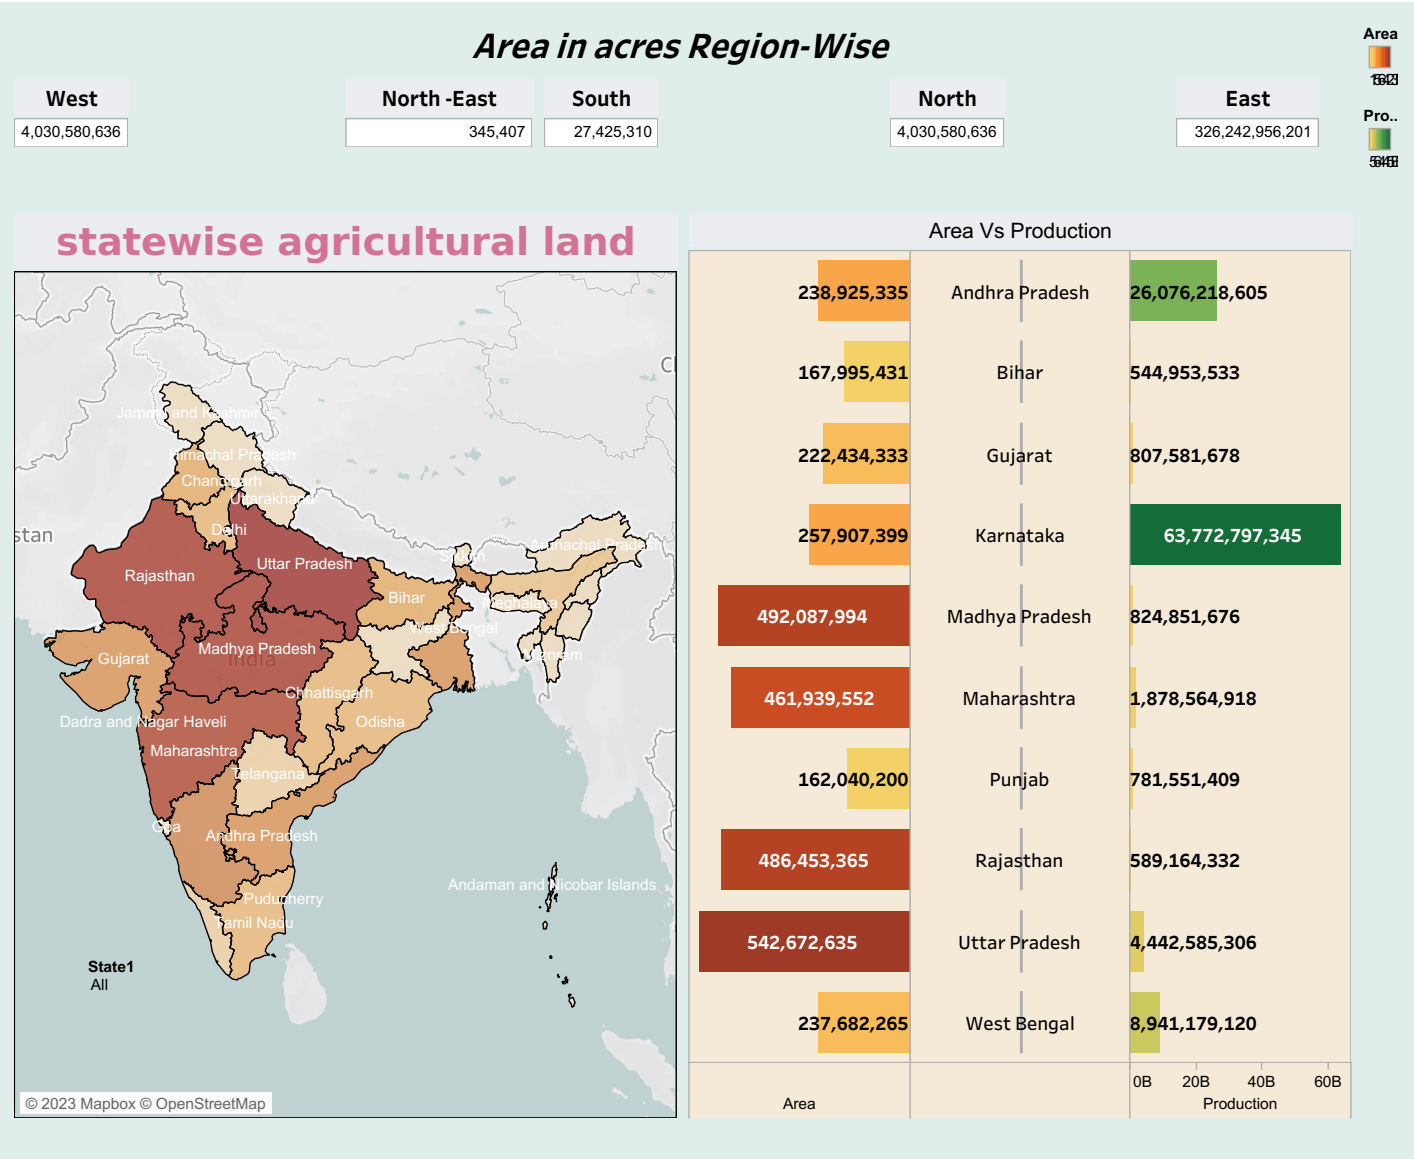 Area in acres Region-Wise
West
4,030,580,636
North -East
345,407
South
27,425,310
North
4,030,580,636
East
326,242,956,201
Area
Pro..
statewise agricultural land
Jammu and Kashmir
Himachal Pradesh
Chandigarh
Uttarakhand
stan
Delhi
Arunachal Pradesh
Sikkim
Uttar Pradesh
Rajasthan
Bihar
Meghalaya
West Bengal
Madhya Pradesh
India
Gujarat
Mizoram
Chhattisgarh
Dadra and Nagar Haveli
Odisha
Maharashtra
Telangana
Goa
Andhra Pradesh
Andaman and Nicobar Islands
Puducherry
Tamil Nadu
State1
All
© 2023 Mapbox © OpenStreetMap
Area Vs Production
238,925,335 Andhra Pradesh 26,076,218,605
167,995,431 Bihar 544,953,533
222,434,333 Gujarat 807,581,678
257,907,399 Karnataka 63,772,797,345
492,087,994 Madhya Pradesh 824,851,676
461,939,552 Maharashtra 1,878,564,918
162,040,200 Punjab 781,551,409
486,453,365 Rajasthan 589,164,332
542,672,635 Uttar Pradesh 4,442,585,306
237,682,265 West Bengal 8,941,179,120
0B 20B 40B 60B
Area
Production